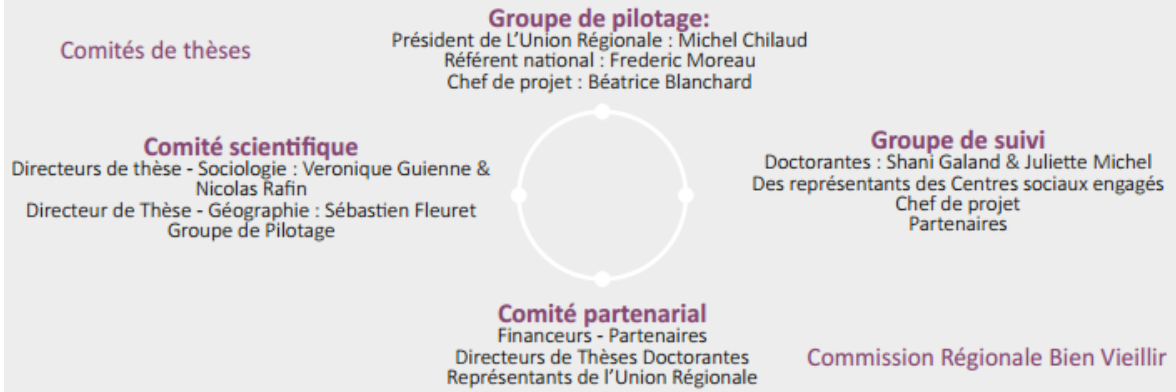 Comités de thèses
Groupe de pilotage:
Président de L'Union Régionale : Michel Chilaud
Référent national : Frederic Moreau
Chef de projet : Béatrice Blanchard
Comité scientifique
Directeurs de thèse - Sociologie : Veronique Guienne &
Nicolas Rafin
Directeur de Thèse - Géographie : Sébastien Fleuret
Groupe de Pilotage
Groupe de suivi
Doctorantes : Shani Galand & Juliette Michel
Des représentants des Centres sociaux engagés
Chef de projet
Partenaires
Comité partenarial
Financeurs - Partenaires
Directeurs de Thèses Doctorantes
Représentants de l'Union Régionale
Commission Régionale Bien Vieillir